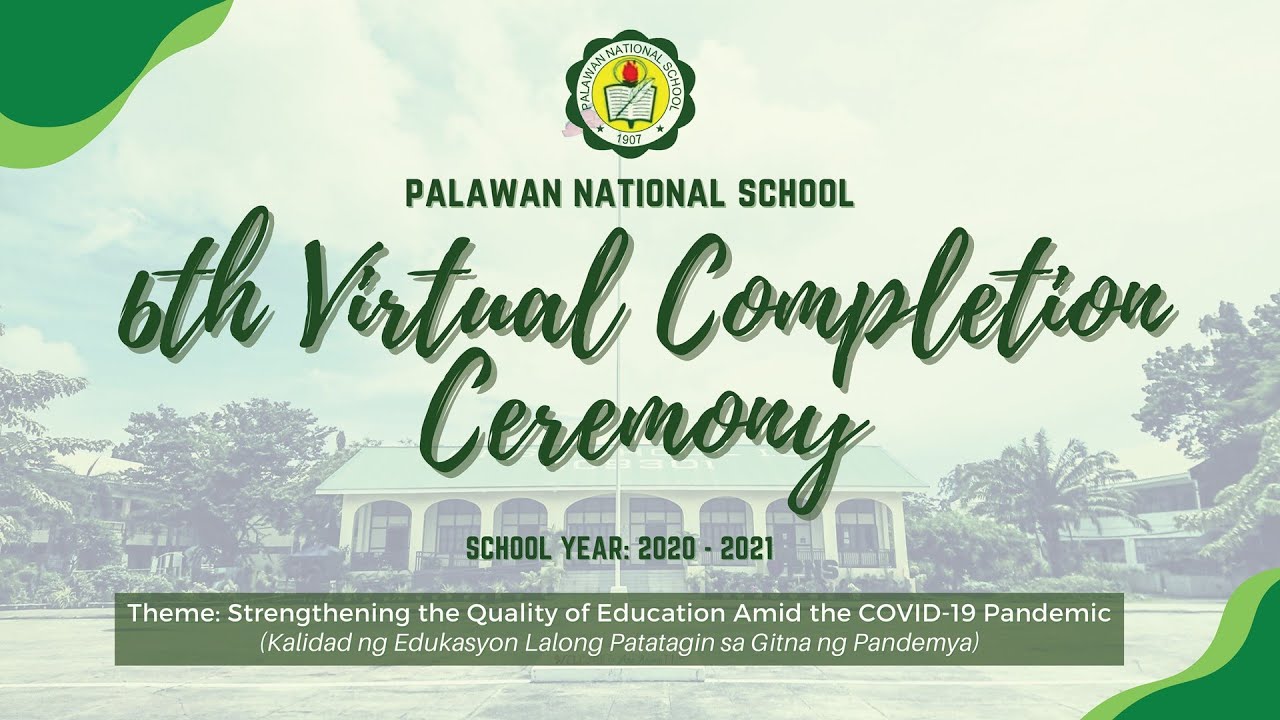 PALAWAN NATIONAL SCHOOL
1907
PALAWAN NATIONAL SCHOOL
6th Virtual Completion
Ceremony
SCHOOL YEAR: 2020 - 2021
Theme: Strengthening the Quality of Education Amid the COVID-19 Pandemic
(Kalidad ng Edukasyon Lalong Patatagin sa Gitna ng Pandemya)